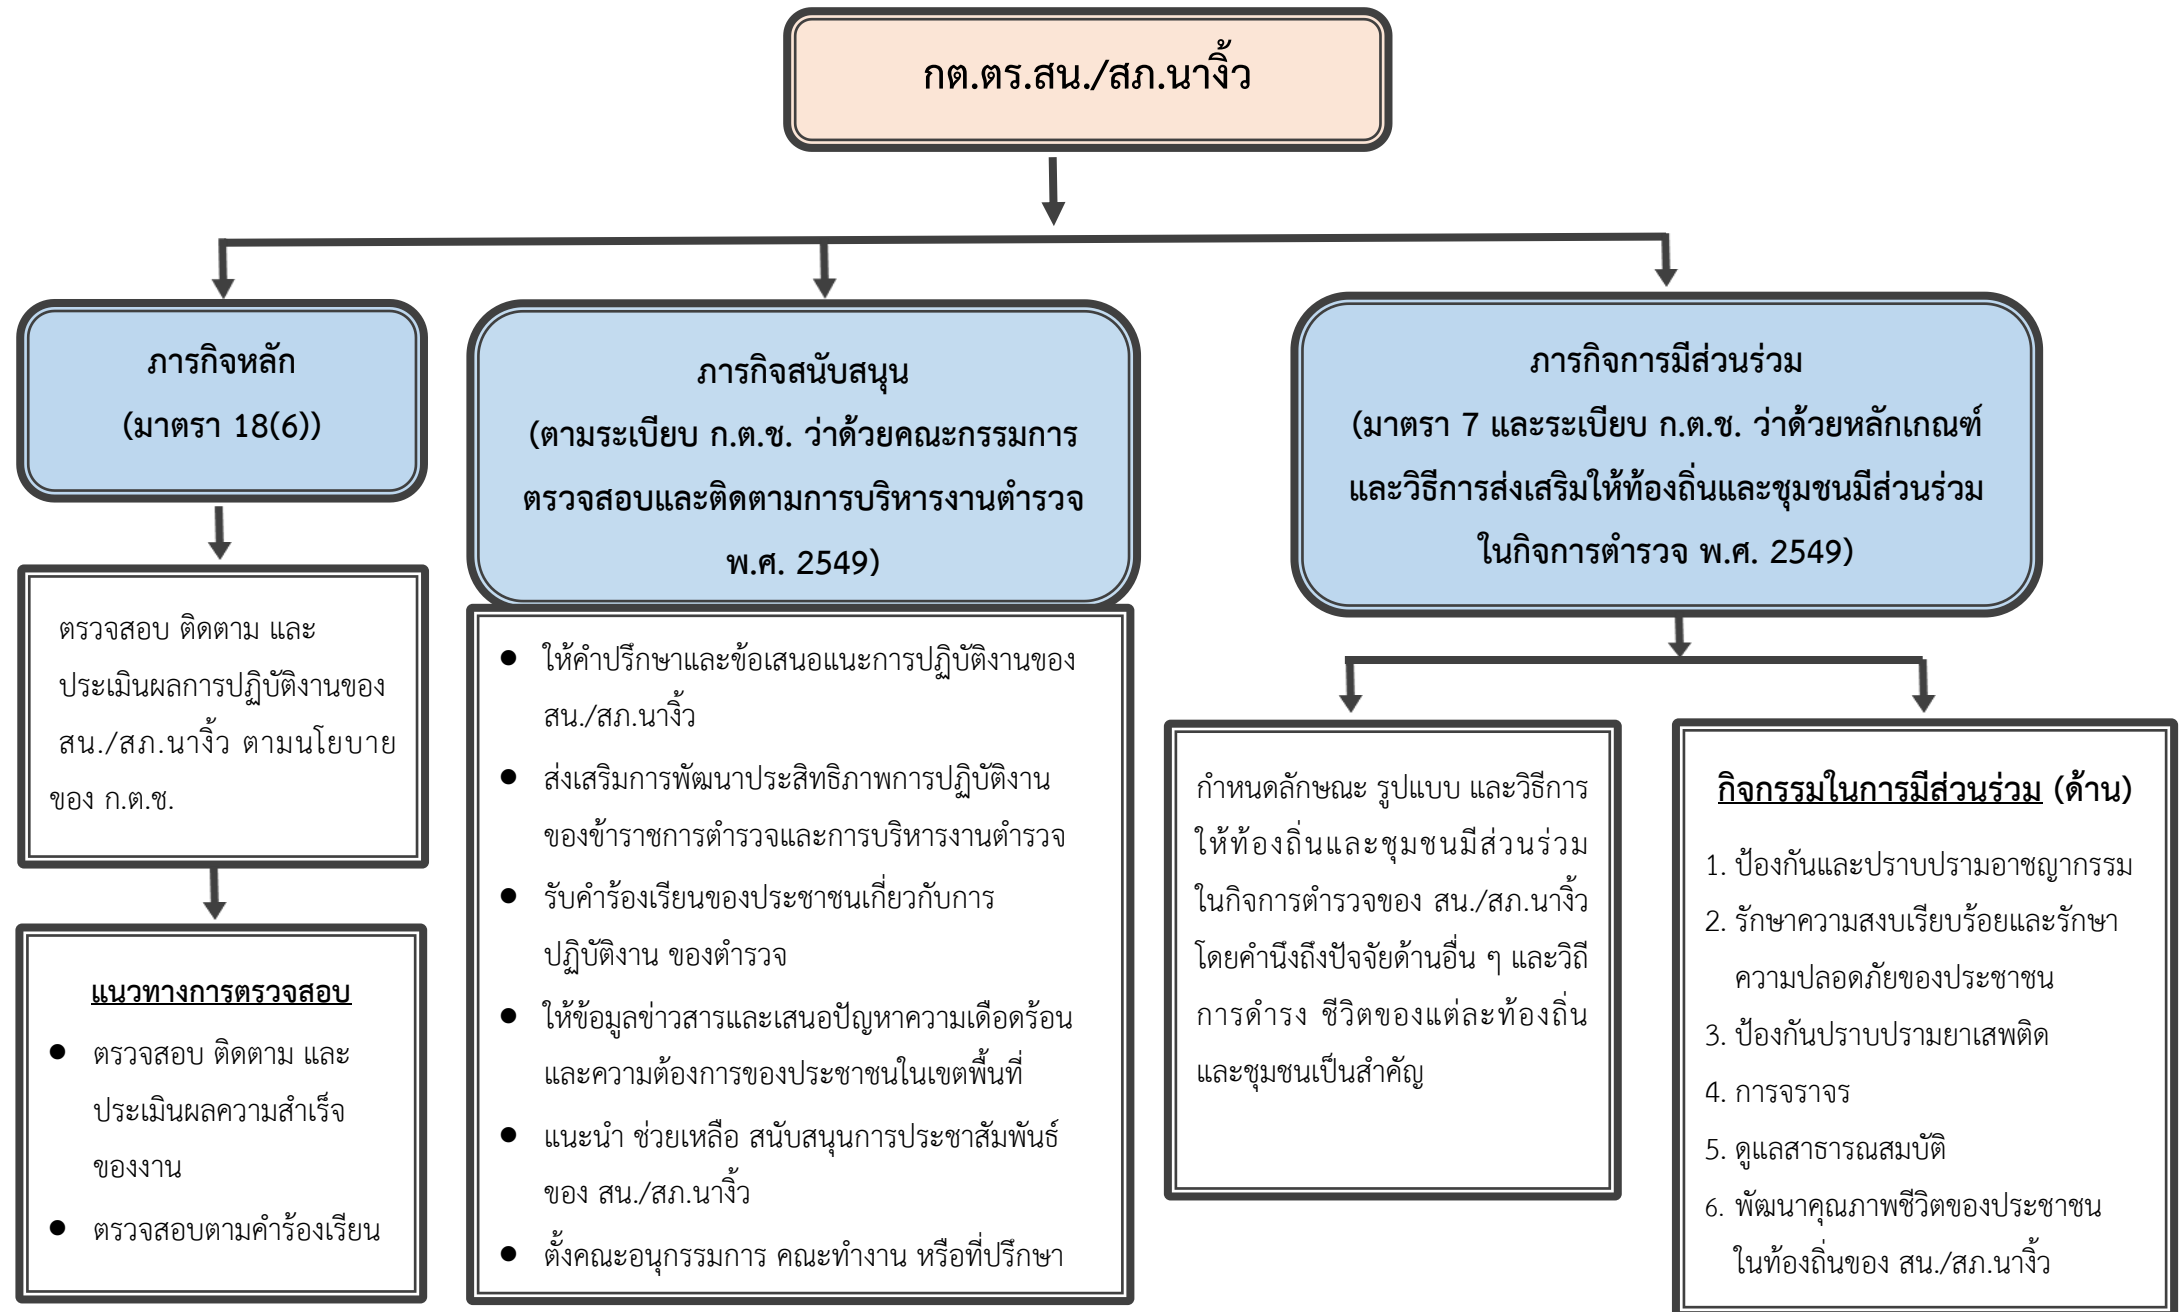 กต.ตร.สน./สภ.นางิ้ว
ภารกิจหลัก
(มาตรา 18(6))
ตรวจสอบ ติดตาม และ
ประเมินผลการปฏิบัติงานของ
สน./สภ.นางิ้ว ตามนโยบาย
ของ ก.ต.ช.
แนวทางการตรวจสอบ
● ตรวจสอบ ติดตาม และ
ประเมินผลความสำเร็จ
ของงาน
● ตรวจสอบตามคำร้องเรียน
ภารกิจสนับสนุน
(ตามระเบียบ ก.ต.ช. ว่าด้วยคณะกรรมการ
ตรวจสอบและติดตามการบริหารงานตำรวจ
พ.ศ. 2549)
● ให้คำปรึกษาและข้อเสนอแนะการปฏิบัติงานของ
สน./สภ.นางิ้ว
● ส่งเสริมการพัฒนาประสิทธิภาพการปฏิบัติงาน
ของข้าราชการตำรวจและการบริหารงานตำรวจ
● รับคำร้องเรียนของประชาชนเกี่ยวกับการ
ปฏิบัติงาน ของตำรวจ
● ให้ข้อมูลข่าวสารและเสนอปัญหาความเดือดร้อน
และความต้องการของประชาชนในเขตพื้นที่
● แนะนำ ช่วยเหลือ สนับสนุนการประชาสัมพันธ์
ของ สน./สภ.นางิ้ว
● ตั้งคณะอนุกรรมการ คณะทำงาน หรือที่ปรึกษา
ภารกิจการมีส่วนร่วม
(มาตรา 7 และระเบียบ ก.ต.ช. ว่าด้วยหลักเกณฑ์
และวิธีการส่งเสริมให้ท้องถิ่นและชุมชนมีส่วนร่วม
ในกิจการตำรวจ พ.ศ. 2549)
กำหนดลักษณะ รูปแบบ และวิธีการ
ให้ท้องถิ่นและชุมชนมีส่วนร่วม
ในกิจการตำรวจของ สน./สภ.นางิ้ว
โดยคำนึงถึงปัจจัยด้านอื่น ๆ และวิถี
การดำรง ชีวิตของแต่ละท้องถิ่น
และชุมชนเป็นสำคัญ
กิจกรรมในการมีส่วนร่วม (ด้าน)
1. ป้องกันและปราบปรามอาชญากรรม
2. รักษาความสงบเรียบร้อยและรักษา
ความปลอดภัยของประชาชน
3. ป้องกันปราบปรามยาเสพติด
4. การจราจร
5. ดูแลสาธารณสมบัติ
6. พัฒนาคุณภาพชีวิตของประชาชน
ในท้องถิ่นของ สน./สภ.นางิ้ว